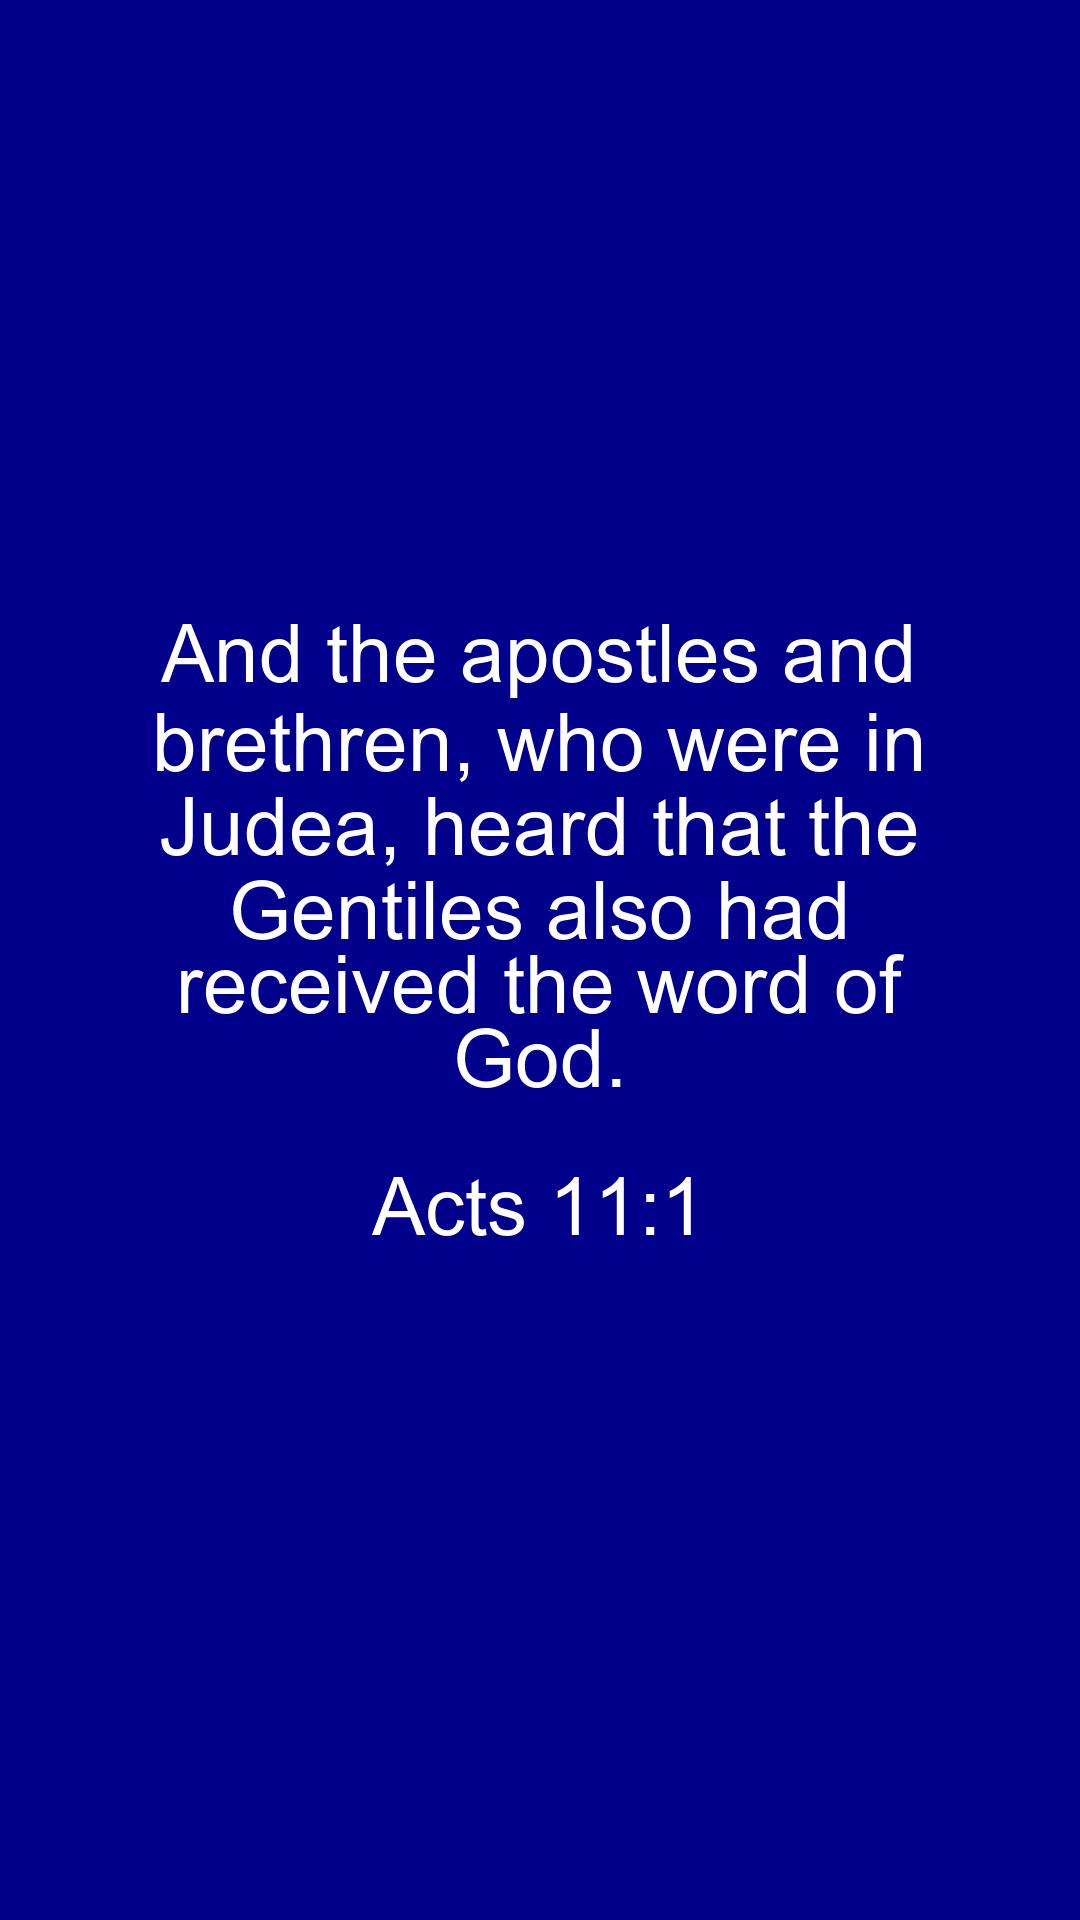 And the apostles and
brethren, who were in
Judea, heard that the
Gentiles also had
received the word of
God.
Acts 11:1